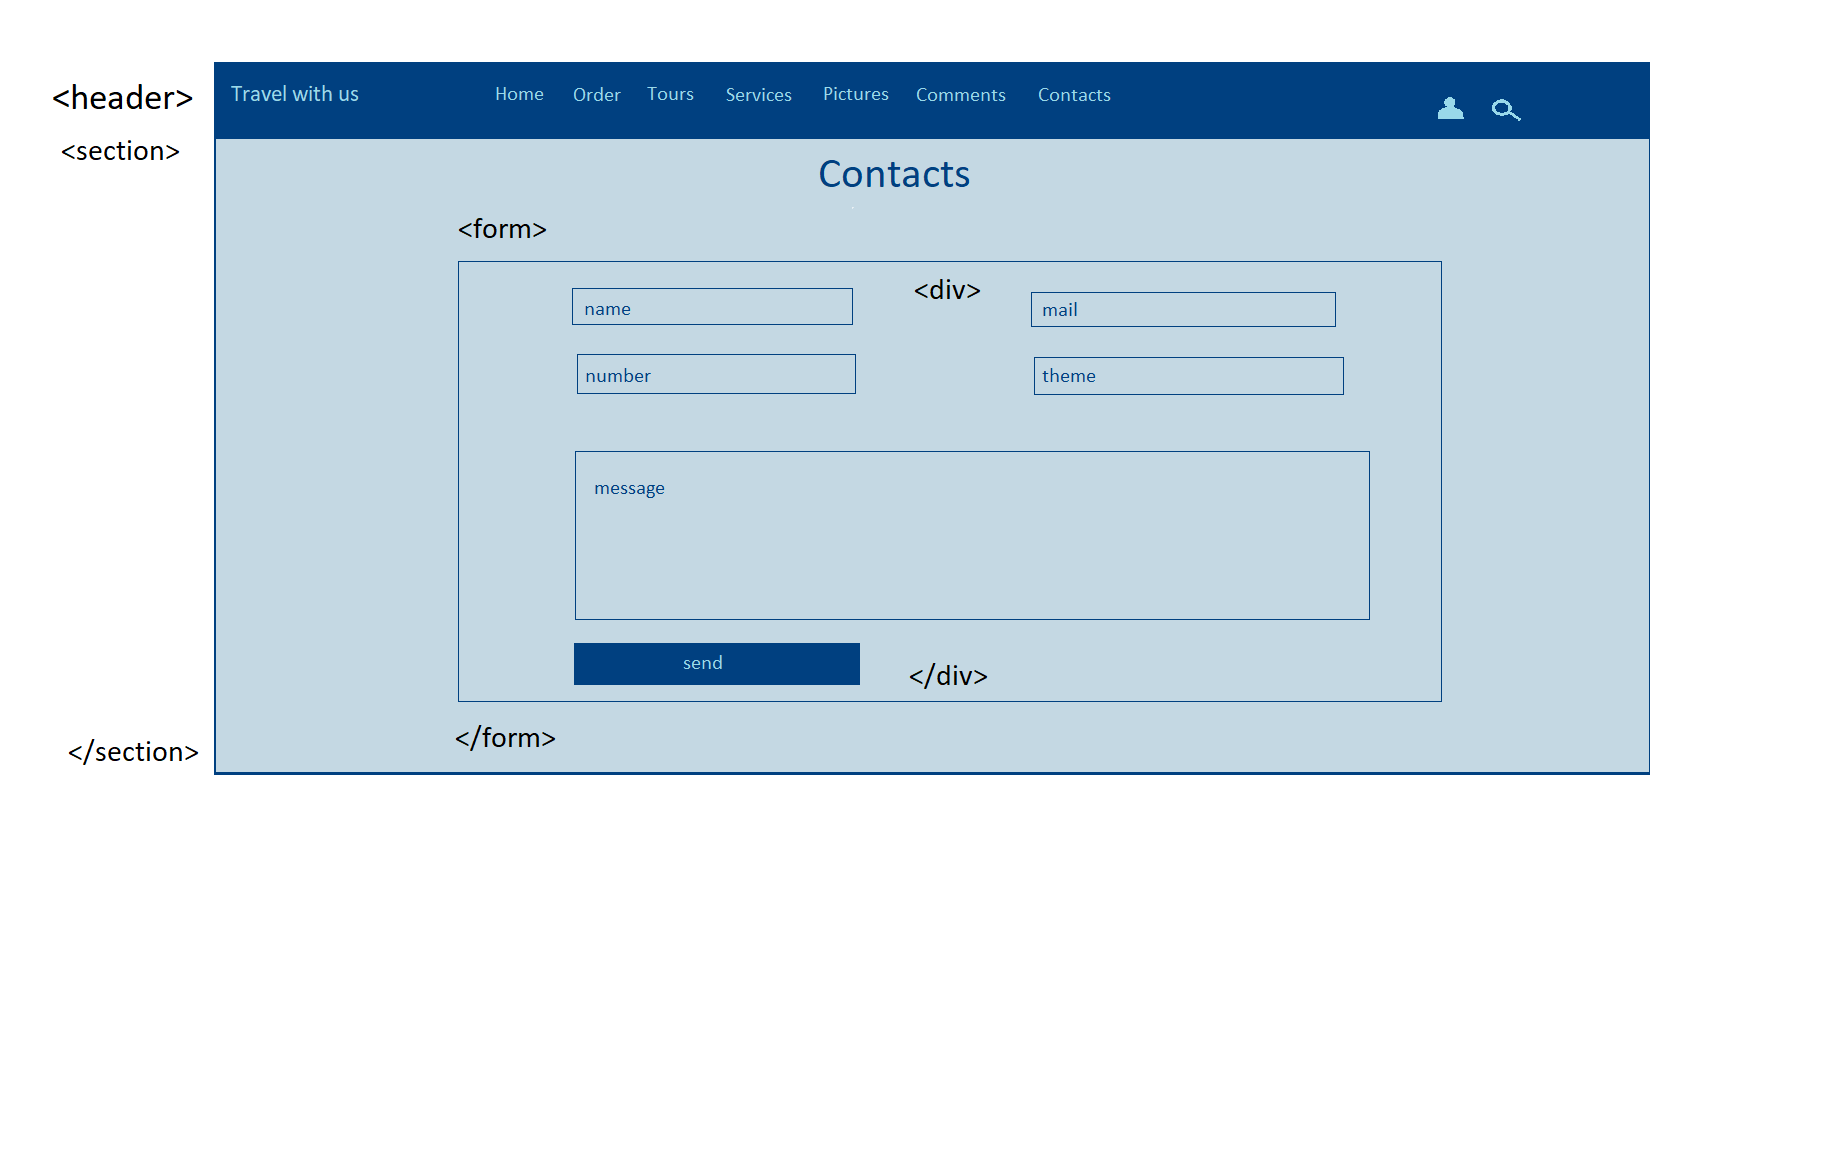 <header>
Travel with us
Home Order Tours Services Pictures Comments Contacts
<section>
Contacts
<form>
<div>
name
mail
number
theme
message
send
</div>
</form>
</section>